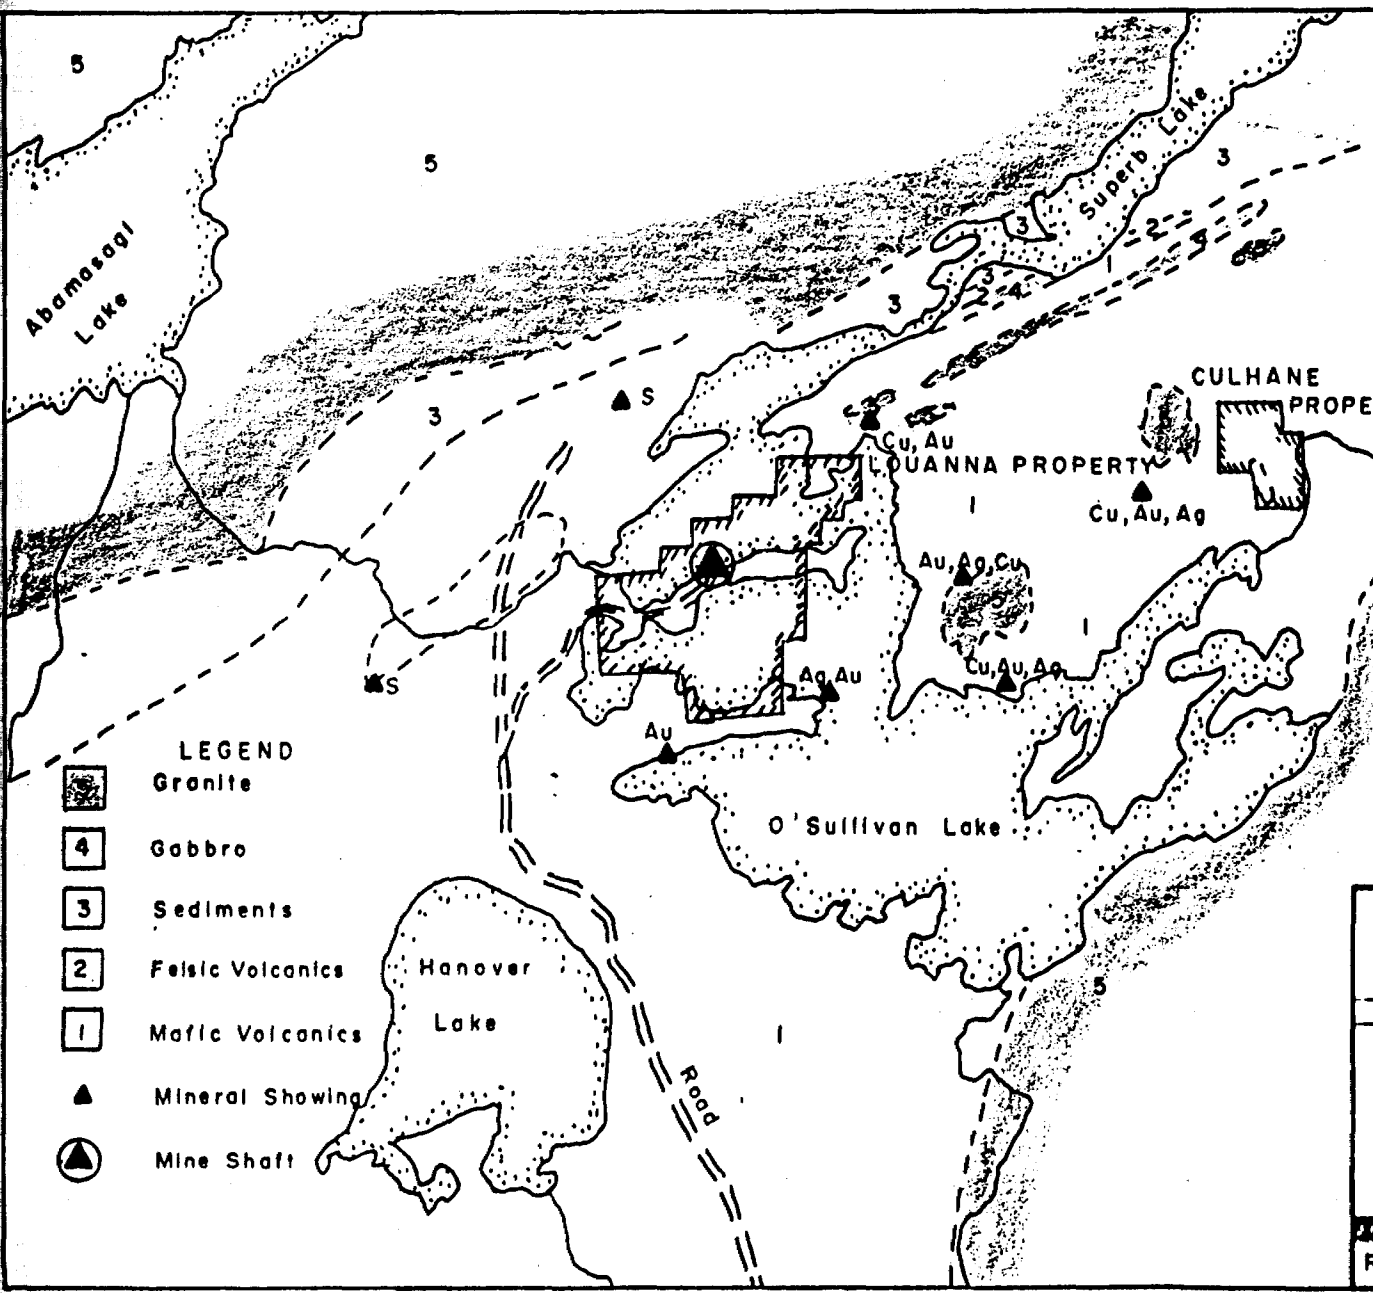 5
5
Superb Lake
3
2
3
Abamasagi
Lake
1
3
2
4
3
CULHANE
PROPE
S
3
Cu, Au
LOUANNA PROPERTY
1
Cu, Au, Ag
Au, Ag, Cu
1
S
Cu, Au, Ag
Ag, Au
Au
LEGEND
Granite
O'Sullivan Lake
4 Gabbro
3 Sediments
2 Felsic Volcanics
Hanover
Lake
5
1 Mafic Volcanics
1
Mineral Showing
Road
Mine Shaft